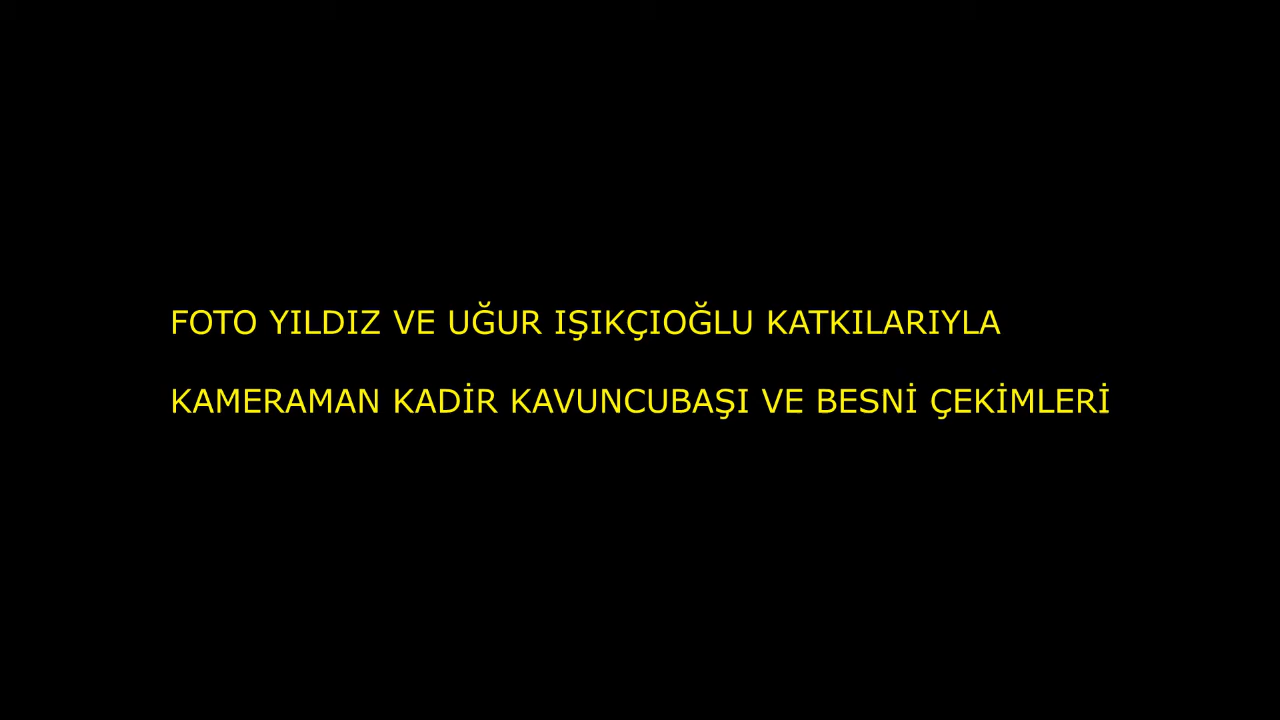 FOTO YILDIZ VE UĞUR IŞIKÇIOĞLU KATKILARIYLA
KAMERAMAN KADİR KAVUNCUBAŞI VE BESNİ ÇEKİMLERİ